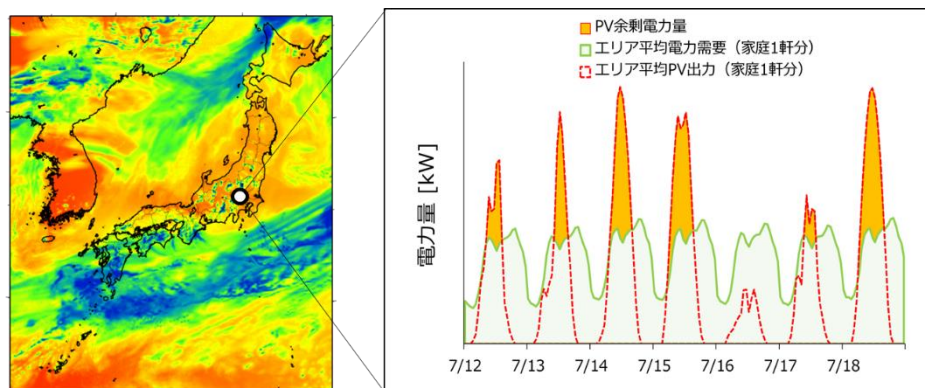 PV余剰電力量
エリア平均電力需要（家庭1軒分）
エリア平均PV出力（家庭1軒分）
電力量 [kW]
7/12 7/13 7/14 7/15 7/16 7/17 7/18